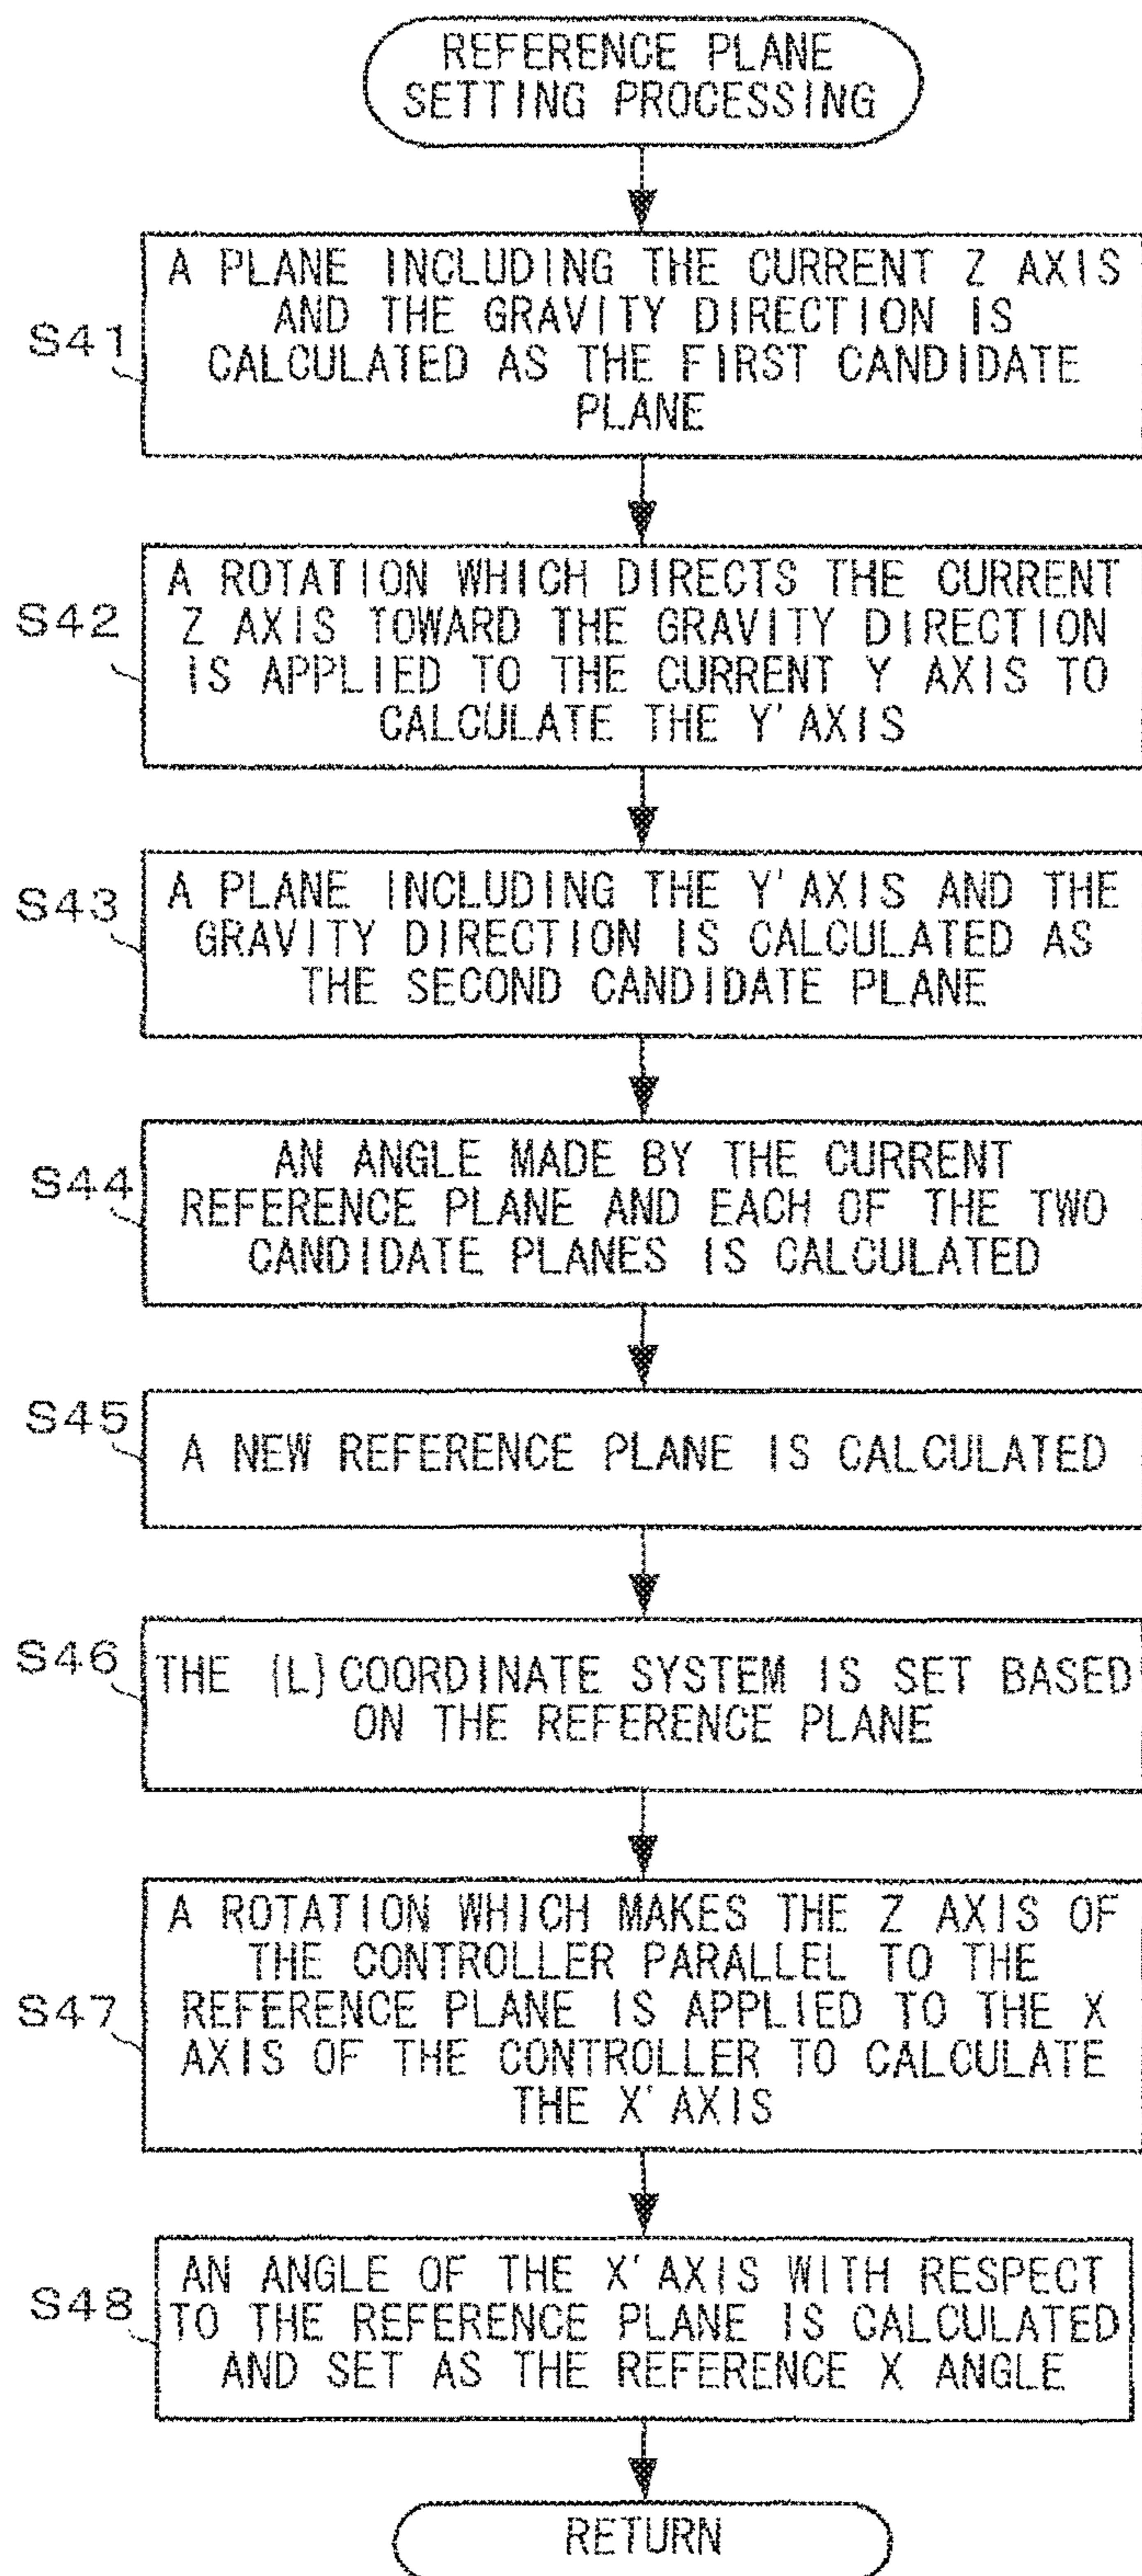 REFERENCE PLANE
SETTING PROCESSING
S41
A PLANE INCLUDING THE CURRENT Z AXIS
AND THE GRAVITY DIRECTION IS
CALCULATED AS THE FIRST CANDIDATE
PLANE
S42
A ROTATION WHICH DIRECTS THE CURRENT
Z AXIS TOWARD THE GRAVITY DIRECTION
IS APPLIED TO THE CURRENT Y AXIS TO
CALCULATE THE Y'AXIS
S43
A PLANE INCLUDING THE Y'AXIS AND THE
GRAVITY DIRECTION IS CALCULATED AS
THE SECOND CANDIDATE PLANE
S44
AN ANGLE MADE BY THE CURRENT
REFERENCE PLANE AND EACH OF THE TWO
CANDIDATE PLANES IS CALCULATED
S45
A NEW REFERENCE PLANE IS CALCULATED
S46
THE {L} COORDINATE SYSTEM IS SET BASED
ON THE REFERENCE PLANE
S47
A ROTATION WHICH MAKES THE Z AXIS OF
THE CONTROLLER PARALLEL TO THE
REFERENCE PLANE IS APPLIED TO THE X
AXIS OF THE CONTROLLER TO CALCULATE
THE X'AXIS
S48
AN ANGLE OF THE X'AXIS WITH RESPECT
TO THE REFERENCE PLANE IS CALCULATED
AND SET AS THE REFERENCE X ANGLE
RETURN